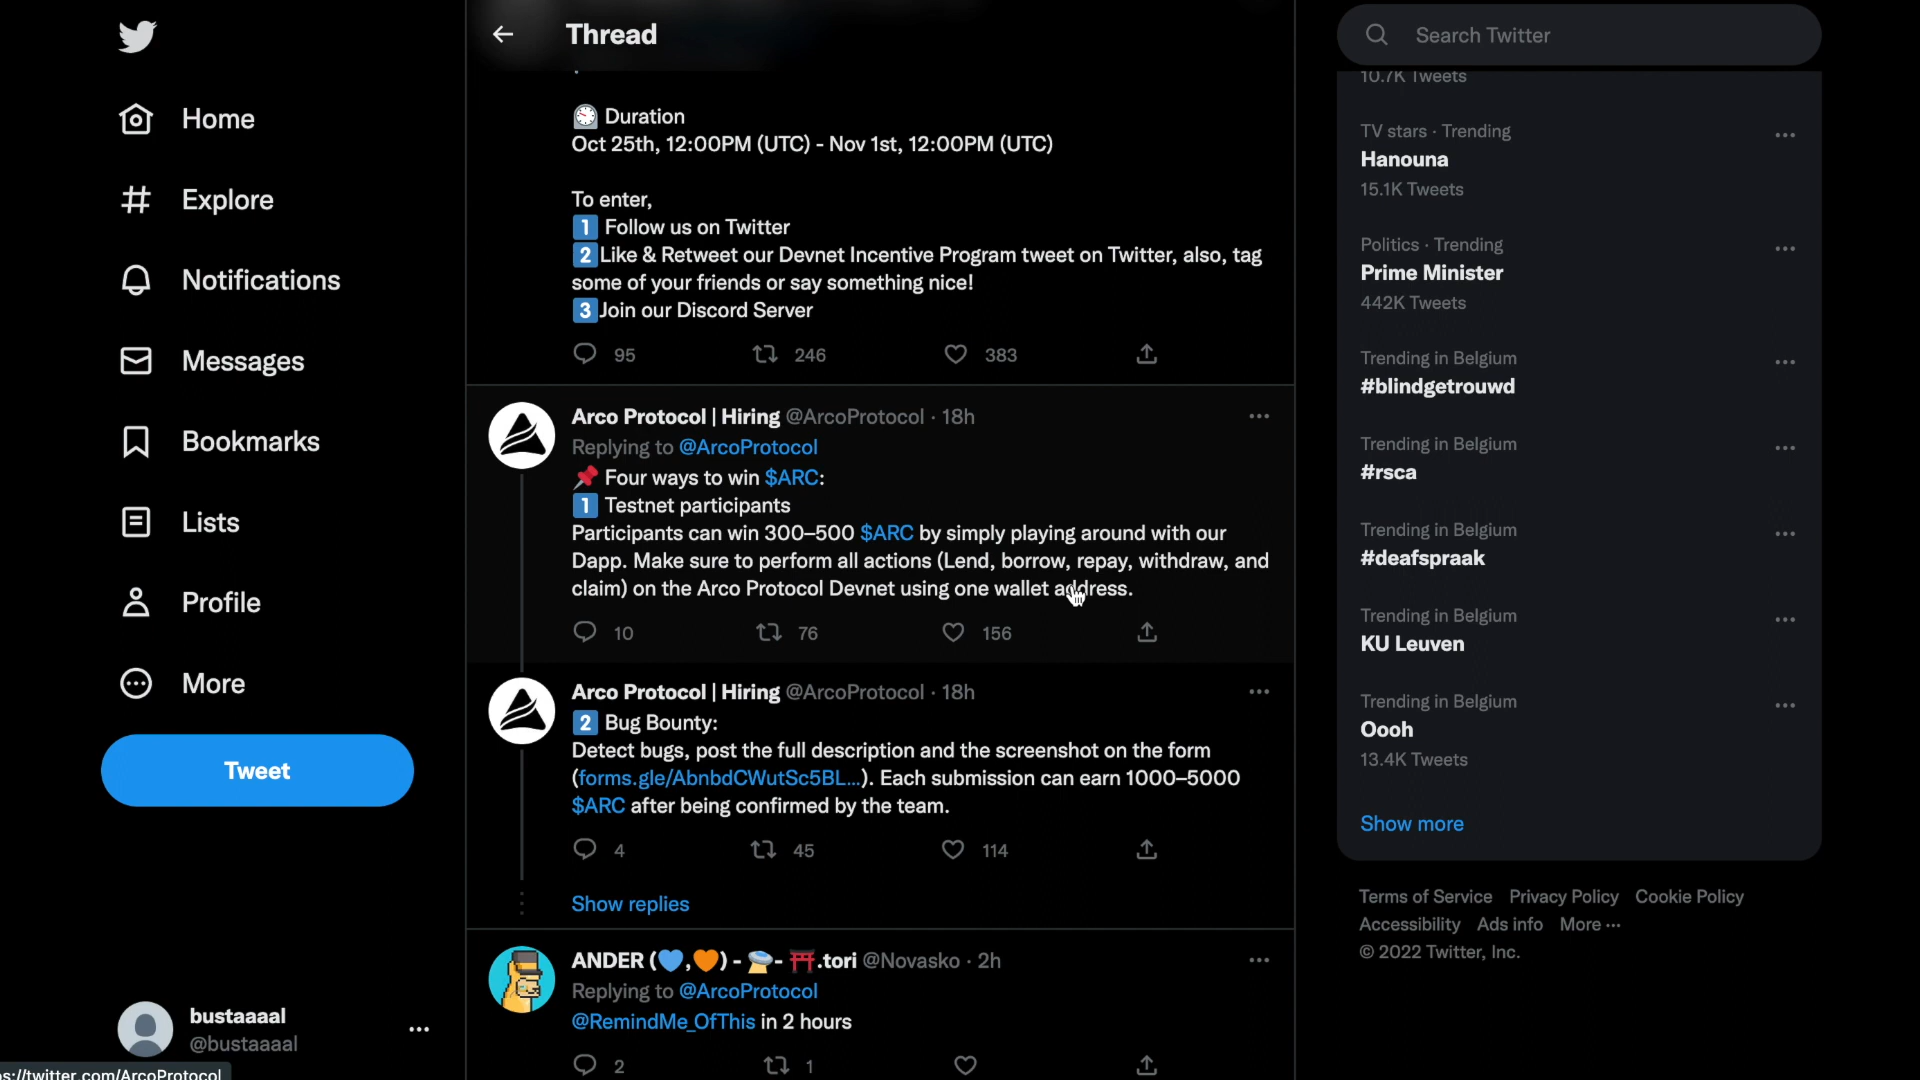 Home
Explore
Notifications
Messages
Bookmarks
Lists
Profile
More
Tweet
bustaaaal
@bustaaaal
s://twitter.com/ArcoProtocol
Thread
Duration
Oct 25th, 12:00PM (UTC) - Nov 1st, 12:00PM (UTC)
To enter,
1 Follow us on Twitter
2 Like & Retweet our Devnet Incentive Program tweet on Twitter, also, tag
some of your friends or say something nice!
3 Join our Discord Server
95 246 383
Arco Protocol | Hiring @ArcoProtocol · 18h
Replying to @ArcoProtocol
📌 Four ways to win $ARC:
1 Testnet participants
Participants can win 300–500 $ARC by simply playing around with our
Dapp. Make sure to perform all actions (Lend, borrow, repay, withdraw, and
claim) on the Arco Protocol Devnet using one wallet address.
10 76 156
Arco Protocol | Hiring @ArcoProtocol · 18h
2 Bug Bounty:
Detect bugs, post the full description and the screenshot on the form
(forms.gle/AbnbdCWutSc5BL...). Each submission can earn 1000–5000
$ARC after being confirmed by the team.
4 45 114
Show replies
ANDER (💙,🧡) - - ⛩.tori @Novasko · 2h
Replying to @ArcoProtocol
@RemindMe_OfThis in 2 hours
2 1
Search Twitter
10.7K Tweets
TV stars · Trending
Hanouna
15.1K Tweets
Politics · Trending
Prime Minister
442K Tweets
Trending in Belgium
#blindgetrouwd
Trending in Belgium
#rsca
Trending in Belgium
#deafspraak
Trending in Belgium
KU Leuven
Trending in Belgium
Oooh
13.4K Tweets
Show more
Terms of Service Privacy Policy Cookie Policy
Accessibility Ads info More ...
© 2022 Twitter, Inc.